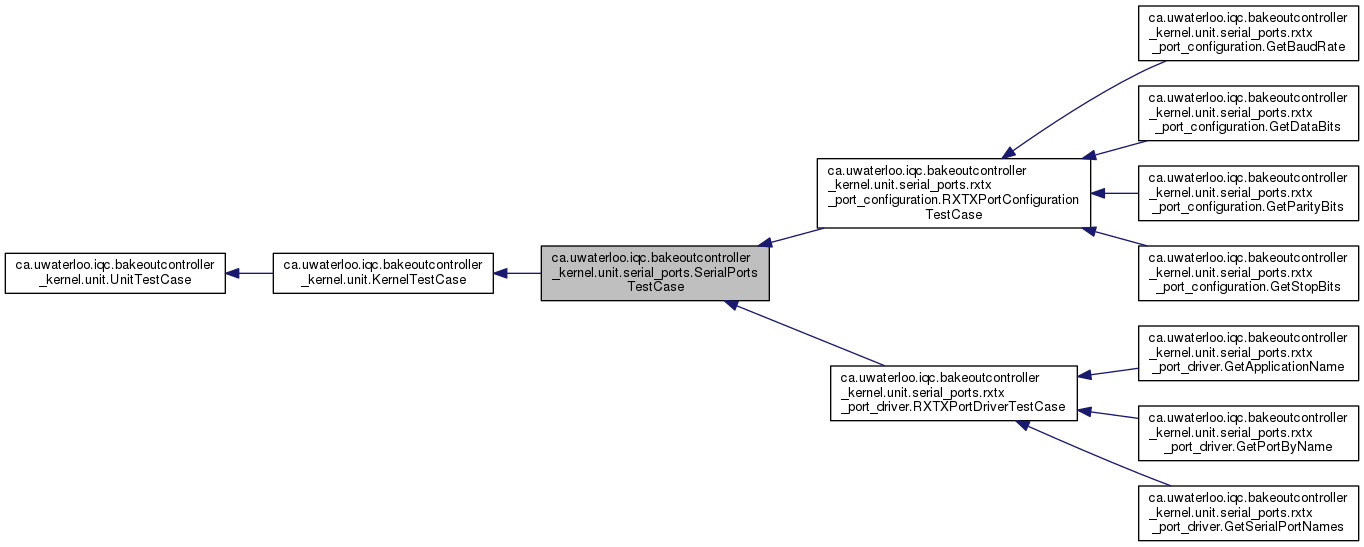 ca.uwaterloo.iqc.bakeoutcontroller
_kernel.unit.UnitTestCase
ca.uwaterloo.iqc.bakeoutcontroller
_kernel.unit.KernelTestCase
ca.uwaterloo.iqc.bakeoutcontroller
_kernel.unit.serial_ports.SerialPorts
TestCase
ca.uwaterloo.iqc.bakeoutcontroller
_kernel.unit.serial_ports.rxtx
_port_configuration.RXTXPortConfiguration
TestCase
ca.uwaterloo.iqc.bakeoutcontroller
_kernel.unit.serial_ports.rxtx
_port_driver.RXTXPortDriverTestCase
ca.uwaterloo.iqc.bakeoutcontroller
_kernel.unit.serial_ports.rxtx
_port_configuration.GetBaudRate
ca.uwaterloo.iqc.bakeoutcontroller
_kernel.unit.serial_ports.rxtx
_port_configuration.GetDataBits
ca.uwaterloo.iqc.bakeoutcontroller
_kernel.unit.serial_ports.rxtx
_port_configuration.GetParityBits
ca.uwaterloo.iqc.bakeoutcontroller
_kernel.unit.serial_ports.rxtx
_port_configuration.GetStopBits
ca.uwaterloo.iqc.bakeoutcontroller
_kernel.unit.serial_ports.rxtx
_port_driver.GetApplicationName
ca.uwaterloo.iqc.bakeoutcontroller
_kernel.unit.serial_ports.rxtx
_port_driver.GetPortByName
ca.uwaterloo.iqc.bakeoutcontroller
_kernel.unit.serial_ports.rxtx
_port_driver.GetSerialPortNames